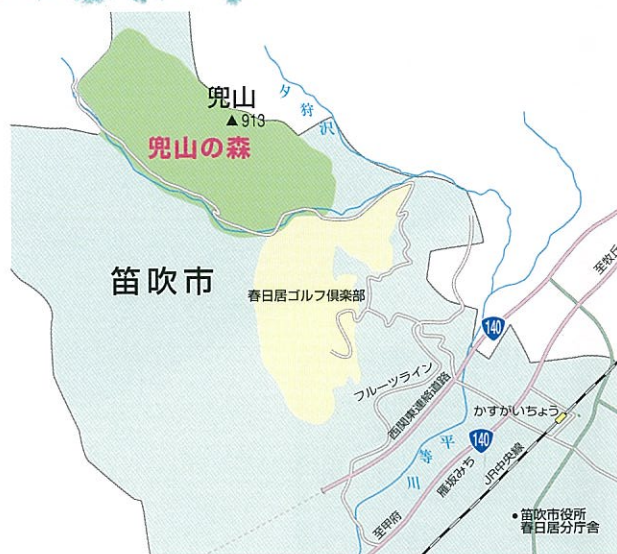 兜山
▲913
兜山の森
夕狩沢
笛吹市
春日居ゴルフ倶楽部
至牧丘
140
フルーツライン
西関東連絡道路
かすがいちょう
140
平等川
雁坂みち
JR中央線
至甲府
●笛吹市役所
春日居分庁舎